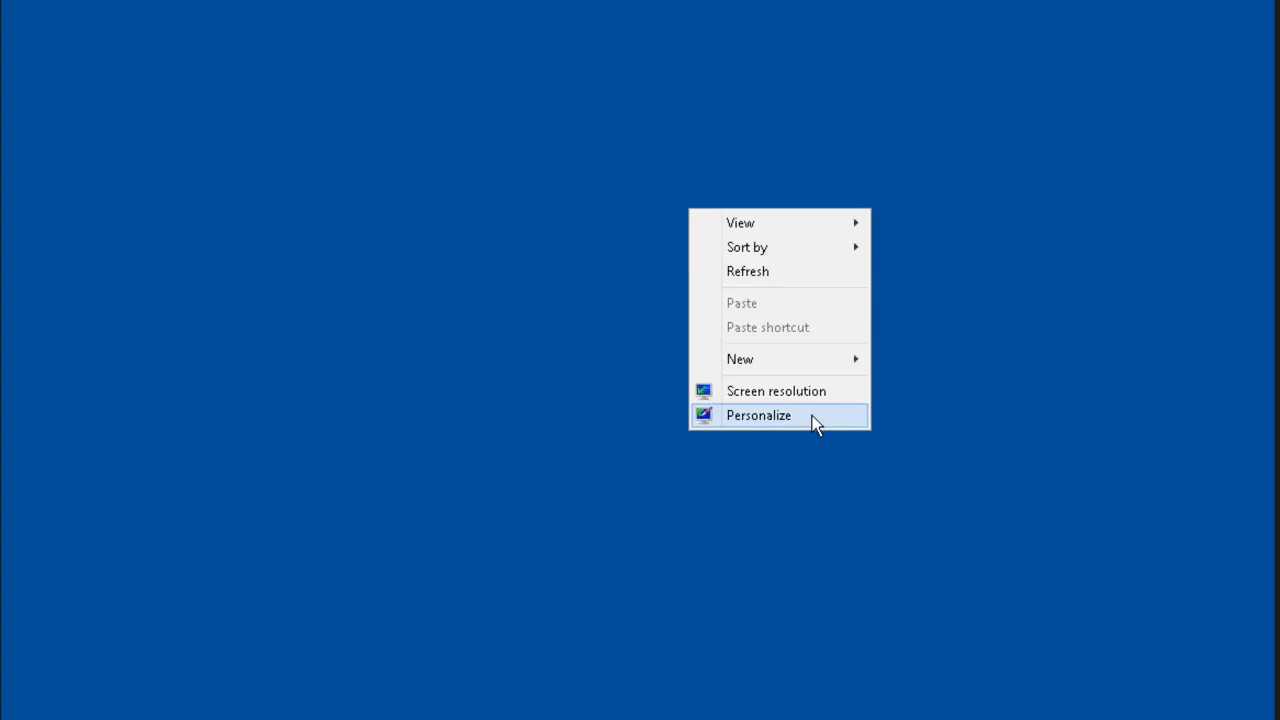 View
Sort by
Refresh
Paste
Paste shortcut
New
Screen resolution
Personalize